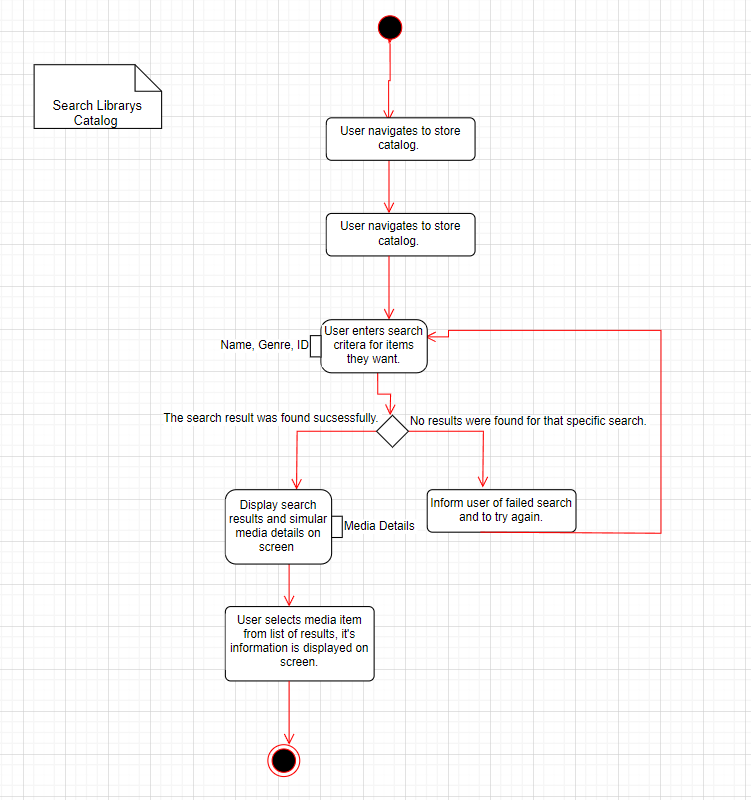 Search Librarys
Catalog
User navigates to store
catalog.
User navigates to store
catalog.
Name, Genre, ID
User enters search
critera for items
they want.
The search result was found sucsessfully.
No results were found for that specific search.
Display search
results and simular
media details on
screen
Media Details
Inform user of failed search
and to try again.
User selects media item
from list of results, it's
information is displayed on
screen.